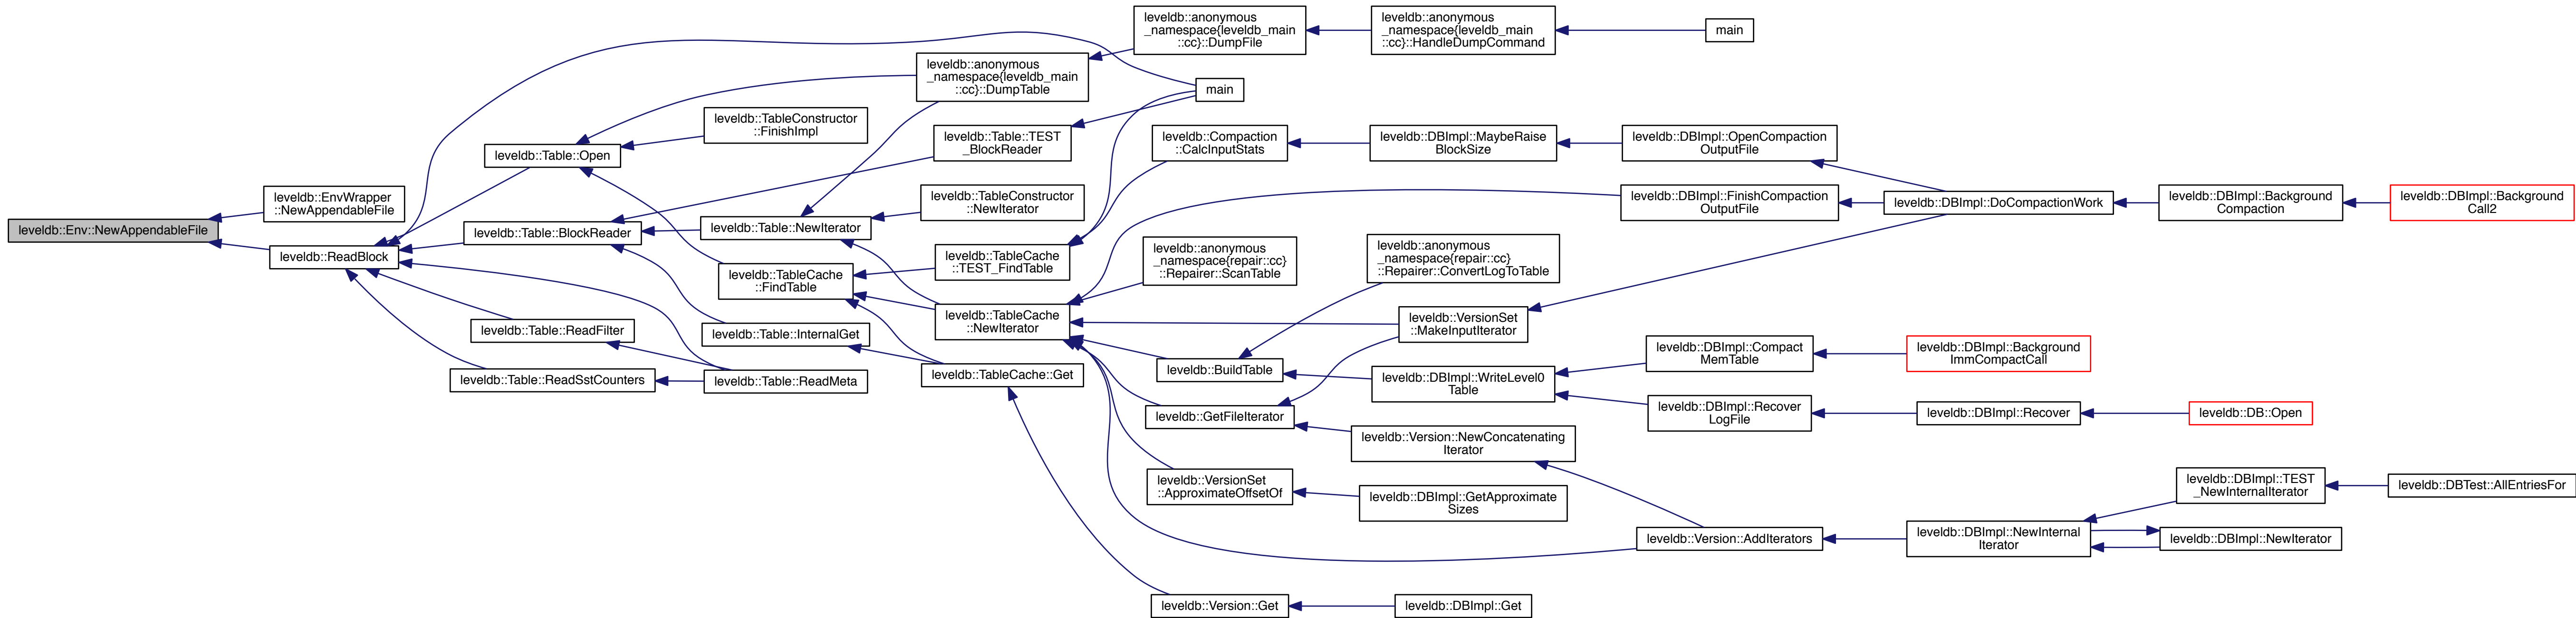 leveldb::Env::NewAppendableFile
leveldb::EnvWrapper
::NewAppendableFile
leveldb::ReadBlock
leveldb::Table::Open
leveldb::Table::BlockReader
leveldb::Table::ReadFilter
leveldb::Table::ReadSstCounters
leveldb::TableConstructor
::FinishImpl
leveldb::Table::NewIterator
leveldb::TableCache
::FindTable
leveldb::Table::InternalGet
leveldb::Table::ReadMeta
leveldb::anonymous
_namespace{leveldb_main
::cc}::DumpTable
leveldb::Table::TEST
_BlockReader
leveldb::TableConstructor
::NewIterator
leveldb::TableCache
::TEST_FindTable
leveldb::TableCache
::NewIterator
leveldb::TableCache::Get
leveldb::anonymous
_namespace{leveldb_main
::cc}::DumpFile
main
leveldb::Compaction
::CalcInputStats
leveldb::anonymous
_namespace{repair::cc}
::Repairer::ScanTable
leveldb::BuildTable
leveldb::GetFileIterator
leveldb::VersionSet
::ApproximateOffsetOf
leveldb::Version::Get
leveldb::anonymous
_namespace{leveldb_main
::cc}::HandleDumpCommand
leveldb::DBImpl::MaybeRaise
BlockSize
leveldb::anonymous
_namespace{repair::cc}
::Repairer::ConvertLogToTable
leveldb::VersionSet
::MakeInputIterator
leveldb::DBImpl::WriteLevel0
Table
leveldb::Version::NewConcatenating
Iterator
leveldb::DBImpl::GetApproximate
Sizes
leveldb::DBImpl::Get
main
leveldb::DBImpl::OpenCompaction
OutputFile
leveldb::DBImpl::FinishCompaction
OutputFile
leveldb::DBImpl::Compact
MemTable
leveldb::DBImpl::Recover
LogFile
leveldb::Version::AddIterators
leveldb::DBImpl::DoCompactionWork
leveldb::DBImpl::Background
ImmCompactCall
leveldb::DBImpl::Recover
leveldb::DBImpl::NewInternal
Iterator
leveldb::DBImpl::Background
Compaction
leveldb::DB::Open
leveldb::DBImpl::TEST
_NewInternalIterator
leveldb::DBImpl::NewIterator
leveldb::DBImpl::Background
Call2
leveldb::DBTest::AllEntriesFor